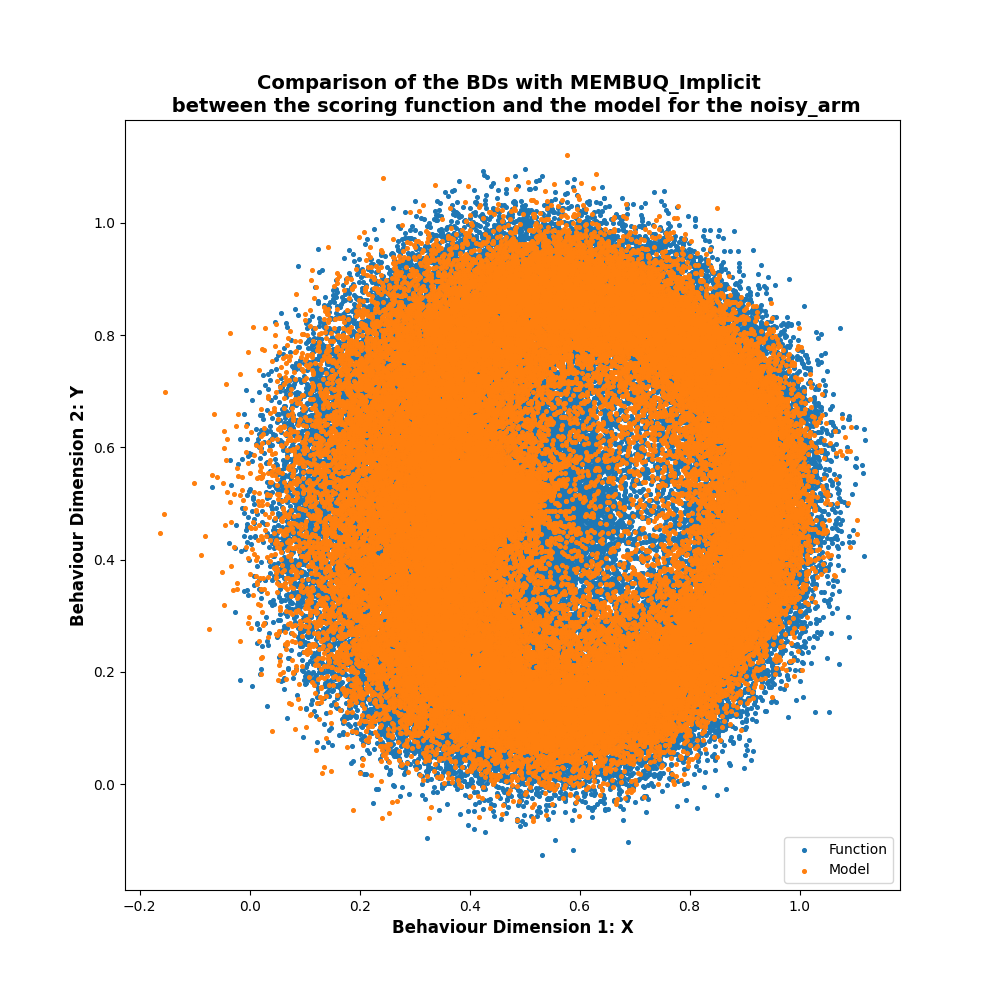 Comparison of the BDs with MEMBUQ_Implicit
between the scoring function and the model for the noisy_arm
1.0
0.8
0.6
0.4
0.2
0.0
Behaviour Dimension 2: Y
−0.2
0.0
0.2
0.4
0.6
0.8
1.0
Behaviour Dimension 1: X
Function
Model